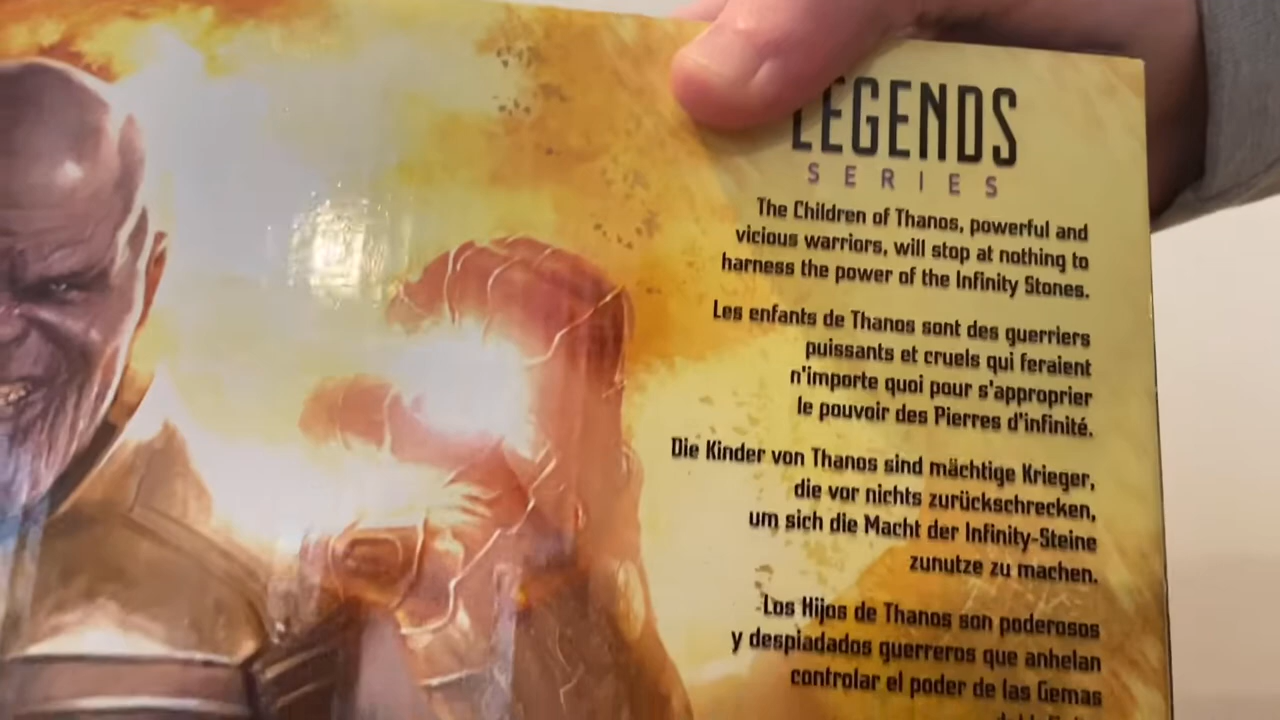 LEGENDS
SERIES
The Children of Thanos, powerful and
vicious warriors, will stop at nothing to
harness the power of the Infinity Stones.
Les enfants de Thanos sont des guerriers
puissants et cruels qui feraient
n'importe quoi pour s'approprier
le pouvoir des Pierres d'infinité.
Die Kinder von Thanos sind mächtige Krieger,
die vor nichts zurückschrecken,
um sich die Macht der Infinity-Steine
zunutze zu machen.
Los Hijos de Thanos son poderosos
y despiadados guerreros que anhelan
controlar el poder de las Gemas